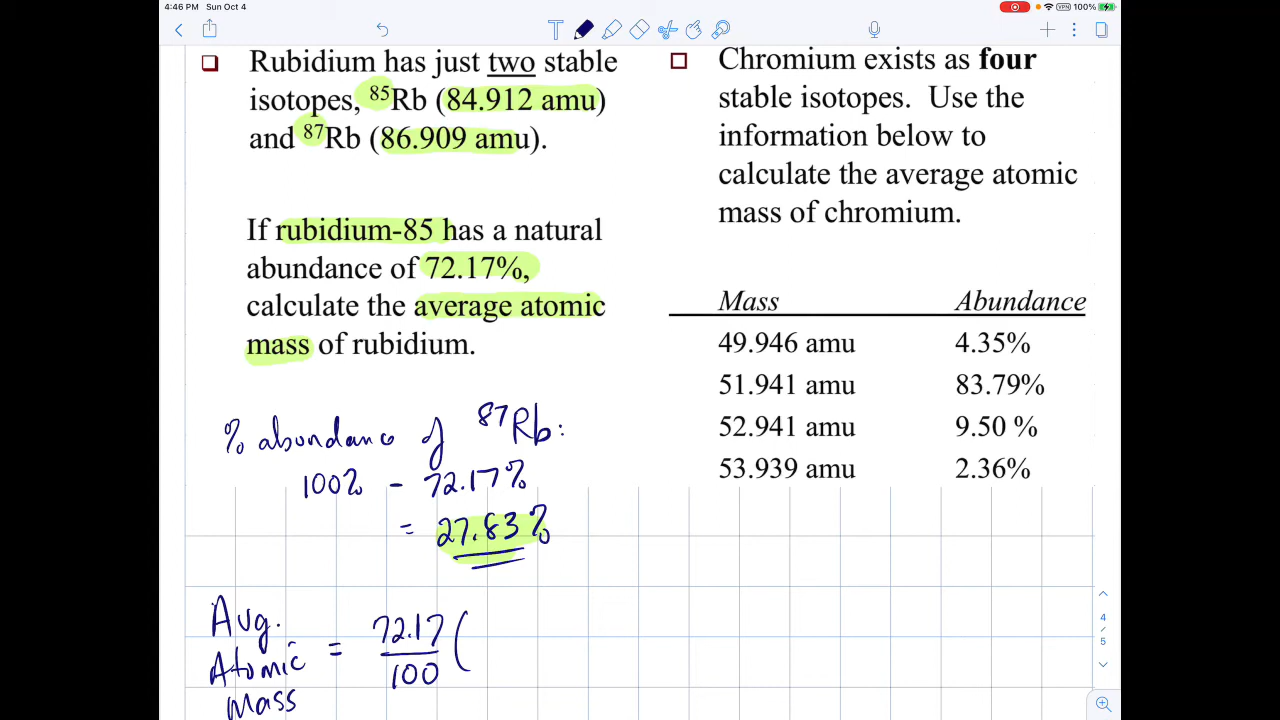 4:46 PM Sun Oct 4
VPN 100%
Rubidium has just two stable
isotopes, ⁸⁵Rb (84.912 amu)
and ⁸⁷Rb (86.909 amu).
If rubidium-85 has a natural
abundance of 72.17%,
calculate the average atomic
mass of rubidium.
% abundance of ⁸⁷Rb:
100% - 72.17%
= 27.83%
Avg.
Atomic = 72.17/100 (
Mass
Chromium exists as four
stable isotopes. Use the
information below to
calculate the average atomic
mass of chromium.
Mass Abundance
49.946 amu 4.35%
51.941 amu 83.79%
52.941 amu 9.50 %
53.939 amu 2.36%
4
/
5